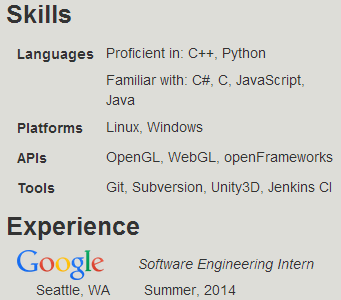 Skills
Languages Proficient in: C++, Python
Familiar with: C#, C, JavaScript,
Java
Platforms Linux, Windows
APIs OpenGL, WebGL, openFrameworks
Tools Git, Subversion, Unity3D, Jenkins CI
Experience
Google Software Engineering Intern
Seattle, WA Summer, 2014